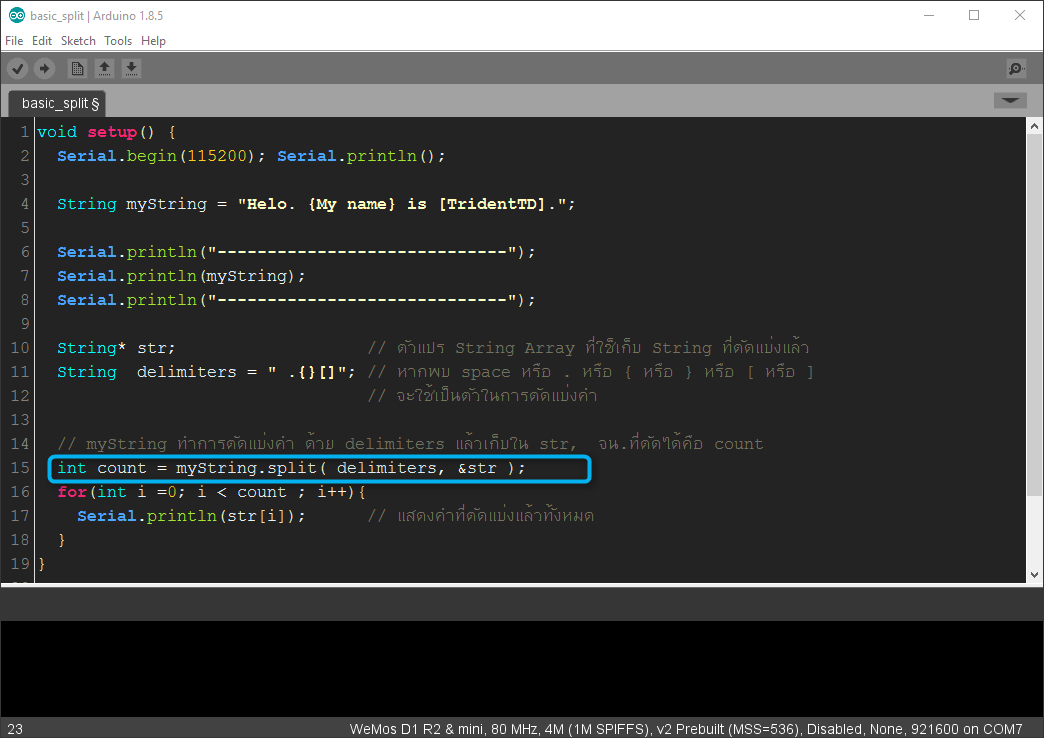 basic_split | Arduino 1.8.5
File Edit Sketch Tools Help
basic_split §
1 void setup() {
2 Serial.begin(115200); Serial.println();
3
4 String myString = "Helo. {My name} is [TridentTD].";
5
6 Serial.println("-----------------------------");
7 Serial.println(myString);
8 Serial.println("-----------------------------");
9
10 String* str; // ตัวแปร String Array ที่ใช้เก็บ String ที่ตัดแบ่งแล้ว
11 String delimiters = " .{}[]"; // หากพบ space หรือ . หรือ { หรือ } หรือ [ หรือ ]
12 // จะใช้เป็นตัวในการตัดแบ่งคำ
13
14 // myString ทำการตัดแบ่งคำ ด้วย delimiters แล้วเก็บใน str, จน.ที่ตัดได้คือ count
15 int count = myString.split( delimiters, &str );
16 for(int i =0; i < count ; i++){
17 Serial.println(str[i]); // แสดงคำที่ตัดแบ่งแล้วทั้งหมด
18 }
19 }
23 WeMos D1 R2 & mini, 80 MHz, 4M (1M SPIFFS), v2 Prebuilt (MSS=536), Disabled, None, 921600 on COM7